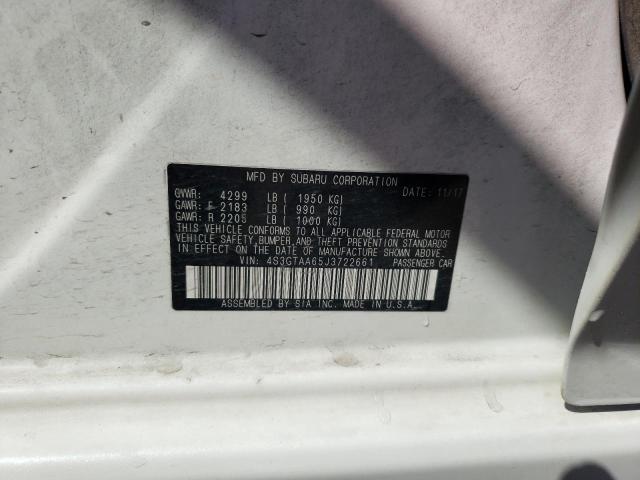 MFD BY SUBARU CORPORATION DATE: 11/17
GVWR: 4299 LB ( 1950 KG)
GAWR: F 2183 LB ( 990 KG)
GAWR: R 2205 LB ( 1000 KG)
THIS VEHICLE CONFORMS TO ALL APPLICABLE FEDERAL MOTOR
VEHICLE SAFETY, BUMPER, AND THEFT PREVENTION STANDARDS
IN EFFECT ON THE DATE OF MANUFACTURE SHOWN ABOVE.
VIN: 4S3GTAA65J3722661 PASSENGER CAR
ASSEMBLED BY SIA INC. MADE IN U.S.A.